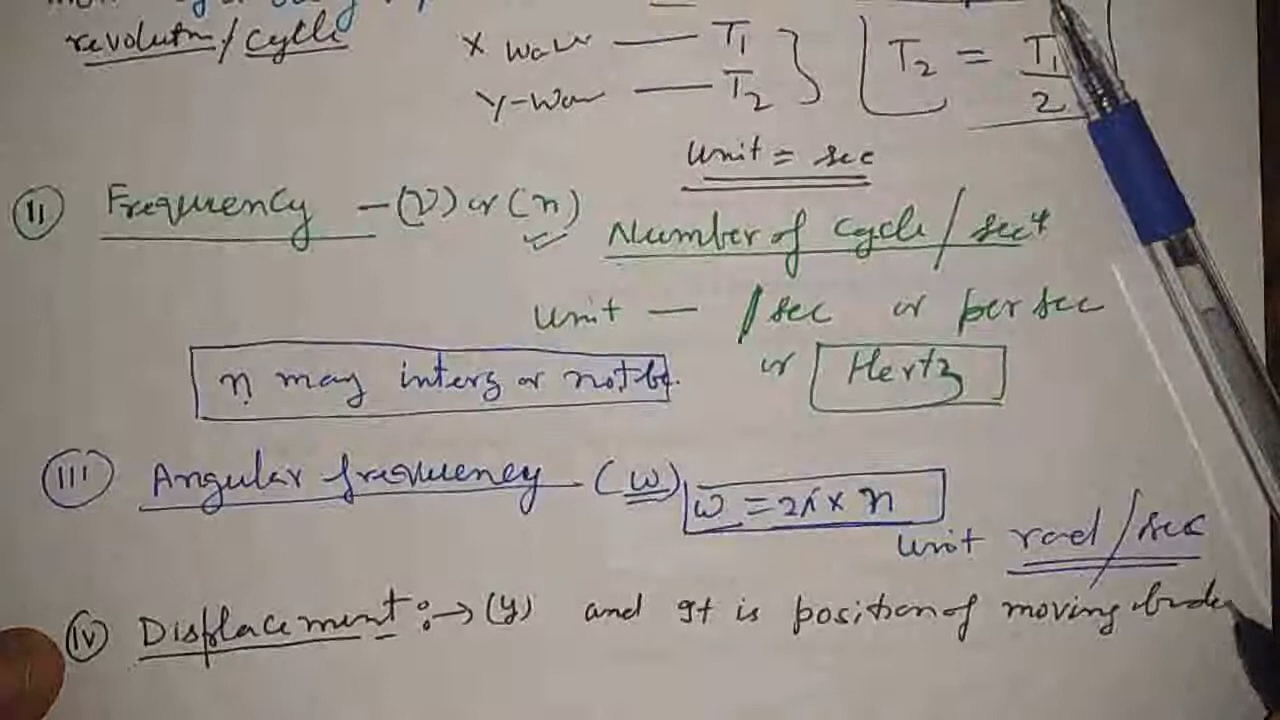 revolutn/cycle
X wave — T1
Y-wave — T2 } [T2 = T1/2
Unit = sec
(ii) Frequency - (ν) or (n)
Number of cycle/sec
Unit — /sec or per sec
n may interg or not be.
or Hertz
(iii) Angular frequency - (ω)
ω = 2π × n
Unit rad/sec
(iv) Displacement :→ (y) and It is position of moving